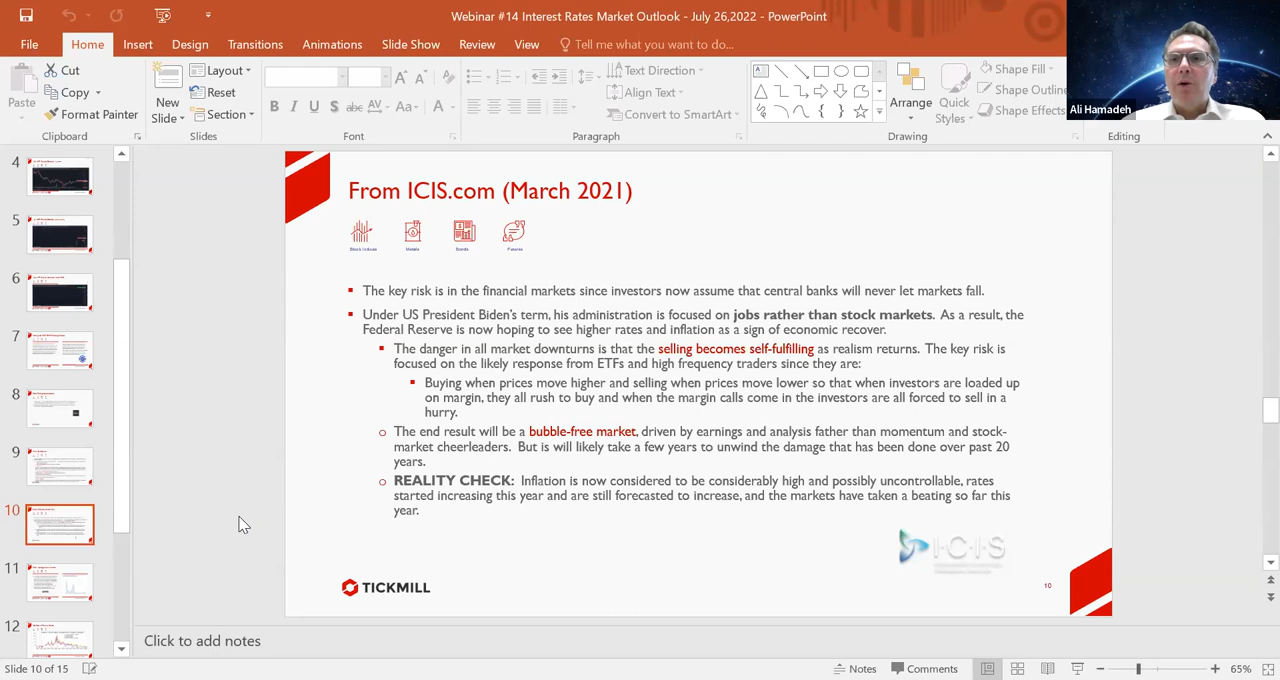 Webinar #14 Interest Rates Market Outlook - July 26,2022 - PowerPoint
File Home Insert Design Transitions Animations Slide Show Review View Tell me what you want to do...
Ali Hamadeh
Paste
Cut
Copy
Format Painter
Clipboard
New
Slide
Layout
Reset
Section
Slides
B I U S abc AV Aa A
Font
Text Direction
Align Text
Convert to SmartArt
Paragraph
Arrange
Quick
Styles
Shape Fill
Shape Outline
Shape Effects
Drawing
Editing
4
5
6
7
8
9
10
11
12
From ICIS.com (March 2021)
Stock Indices Metals Bonds Futures
The key risk is in the financial markets since investors now assume that central banks will never let markets fall.
Under US President Biden's term, his administration is focused on jobs rather than stock markets. As a result, the
Federal Reserve is now hoping to see higher rates and inflation as a sign of economic recover.
The danger in all market downturns is that the selling becomes self-fulfilling as realism returns. The key risk is
focused on the likely response from ETFs and high frequency traders since they are:
Buying when prices move higher and selling when prices move lower so that when investors are loaded up
on margin, they all rush to buy and when the margin calls come in the investors are all forced to sell in a
hurry.
The end result will be a bubble-free market, driven by earnings and analysis father than momentum and stock-
market cheerleaders. But is will likely take a few years to unwind the damage that has been done over past 20
years.
REALITY CHECK: Inflation is now considered to be considerably high and possibly uncontrollable, rates
started increasing this year and are still forecasted to increase, and the markets have taken a beating so far this
year.
I·C·I·S
TICKMILL
10
Click to add notes
Slide 10 of 15
Notes
Comments
65%